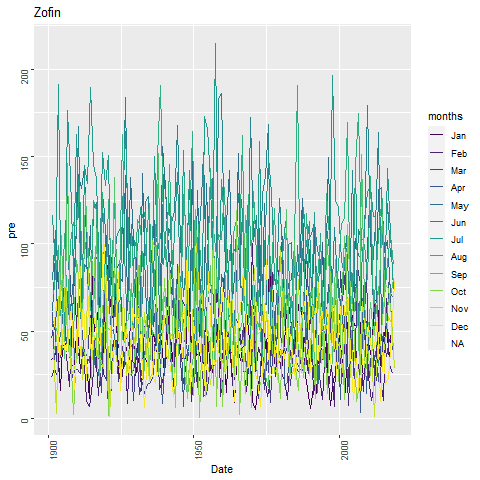 Zofin
pre
0
50
100
150
200
1900
1950
2000
Date
months
Jan
Feb
Mar
Apr
May
Jun
Jul
Aug
Sep
Oct
Nov
Dec
NA